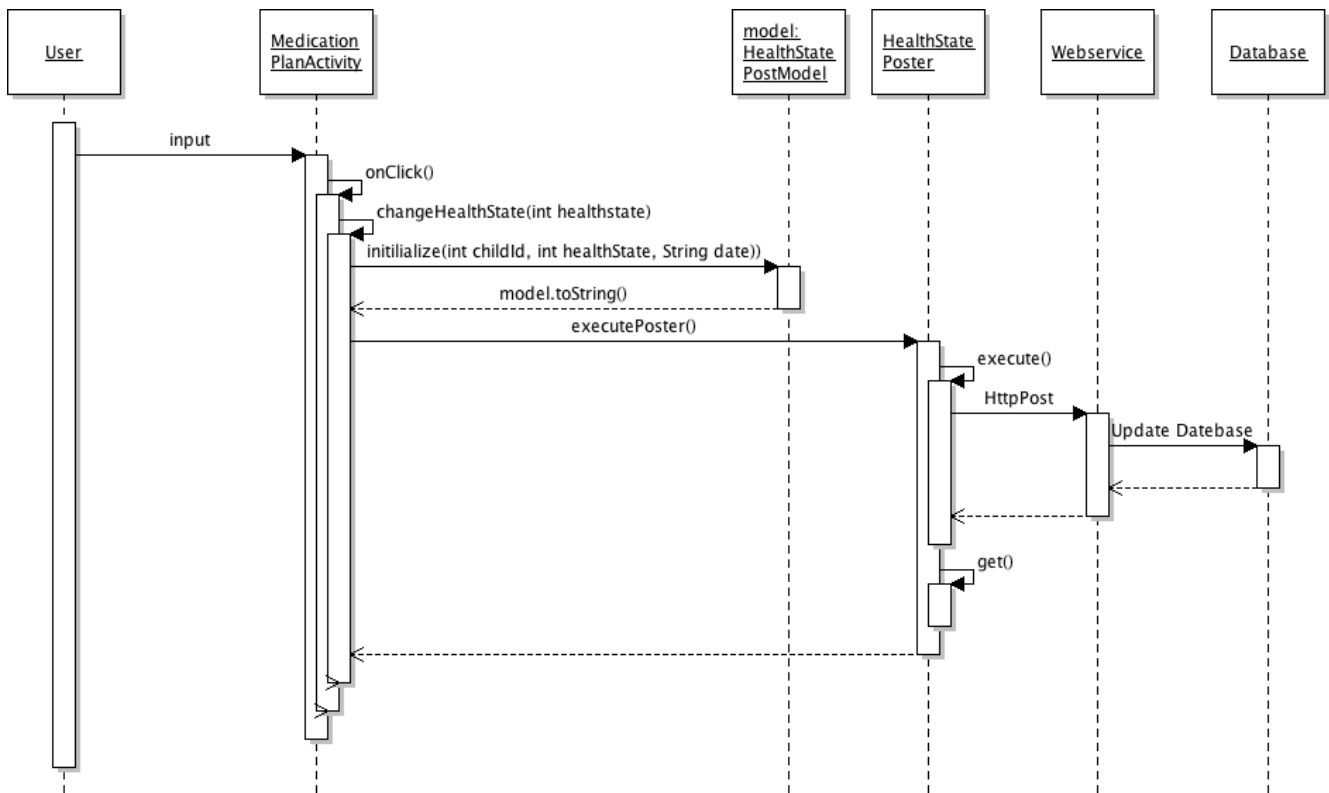 User
Medication
PlanActivity
model:
HealthState
PostModel
HealthState
Poster
Webservice
Database
input
onClick()
changeHealthState(int healthstate)
initilialize(int childId, int healthState, String date))
model.toString()
executePoster()
execute()
HttpPost
Update Datebase
get()